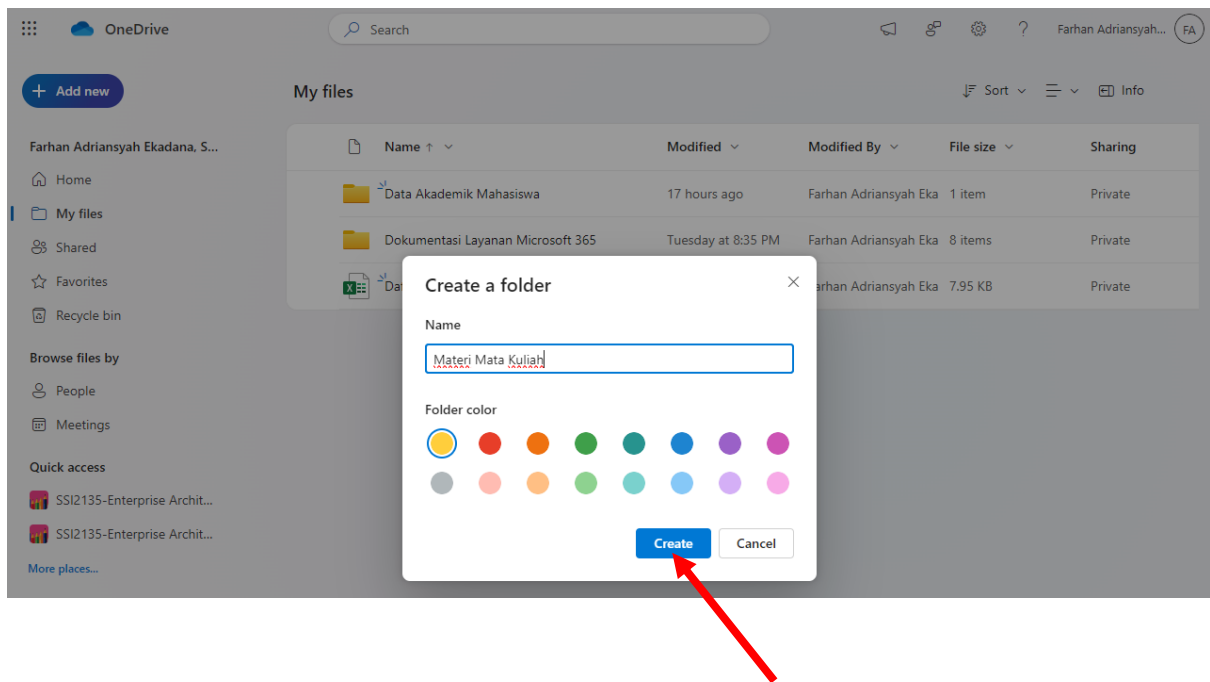 OneDrive
Search
Farhan Adriansyah...
FA
Add new
My files
Sort
Info
Farhan Adriansyah Ekadana, S...
Home
My files
Shared
Favorites
Recycle bin
Browse files by
People
Meetings
Quick access
SSI2135-Enterprise Archit...
SSI2135-Enterprise Archit...
More places...
Name Modified Modified By File size Sharing
Data Akademik Mahasiswa 17 hours ago Farhan Adriansyah Eka 1 item Private
Dokumentasi Layanan Microsoft 365 Tuesday at 8:35 PM Farhan Adriansyah Eka 8 items Private
Da arhan Adriansyah Eka 7.95 KB Private
Create a folder
Name
Materi Mata Kuliah
Folder color
Create
Cancel